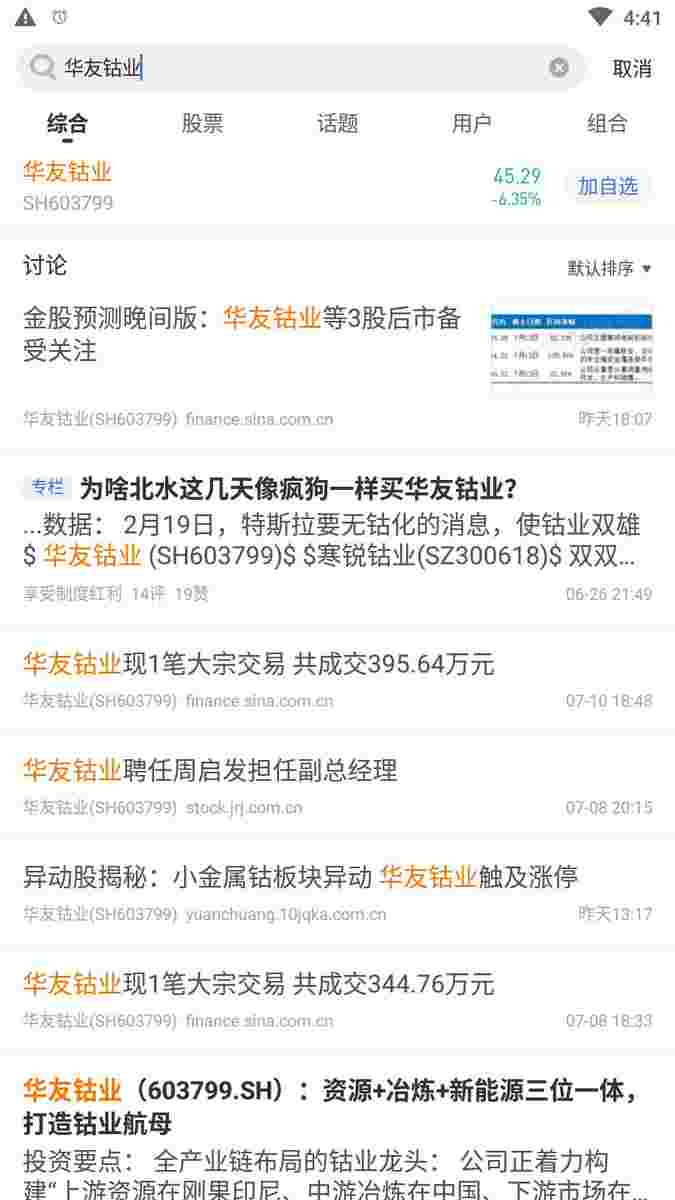 4:41
华友钴业
取消
综合 股票 话题 用户 组合
华友钴业
45.29
SH603799
-6.35%
加自选
讨论
默认排序
金股预测晚间版：华友钴业等3股后市备
受关注
华友钴业(SH603799) finance.sina.com.cn 昨天18:07
专栏 为啥北水这几天像疯狗一样买华友钴业？
...数据： 2月19日，特斯拉要无钴化的消息，使钴业双雄
$ 华友钴业 (SH603799)$ $寒锐钴业(SZ300618)$ 双双...
享受制度红利 14评 19赞 06-26 21:49
华友钴业现1笔大宗交易 共成交395.64万元
华友钴业(SH603799) finance.sina.com.cn 07-10 18:48
华友钴业聘任周启发担任副总经理
华友钴业(SH603799) stock.jrj.com.cn 07-08 20:15
异动股揭秘：小金属钴板块异动 华友钴业触及涨停
华友钴业(SH603799) yuanchuang.10jqka.com.cn 昨天13:17
华友钴业现1笔大宗交易 共成交344.76万元
华友钴业(SH603799) finance.sina.com.cn 07-08 18:33
华友钴业（603799.SH）：资源+冶炼+新能源三位一体，
打造钴业航母
投资要点： 全产业链布局的钴业龙头： 公司正着力构
建“上游资源在刚果印尼、中游冶炼在中国、下游市场在...